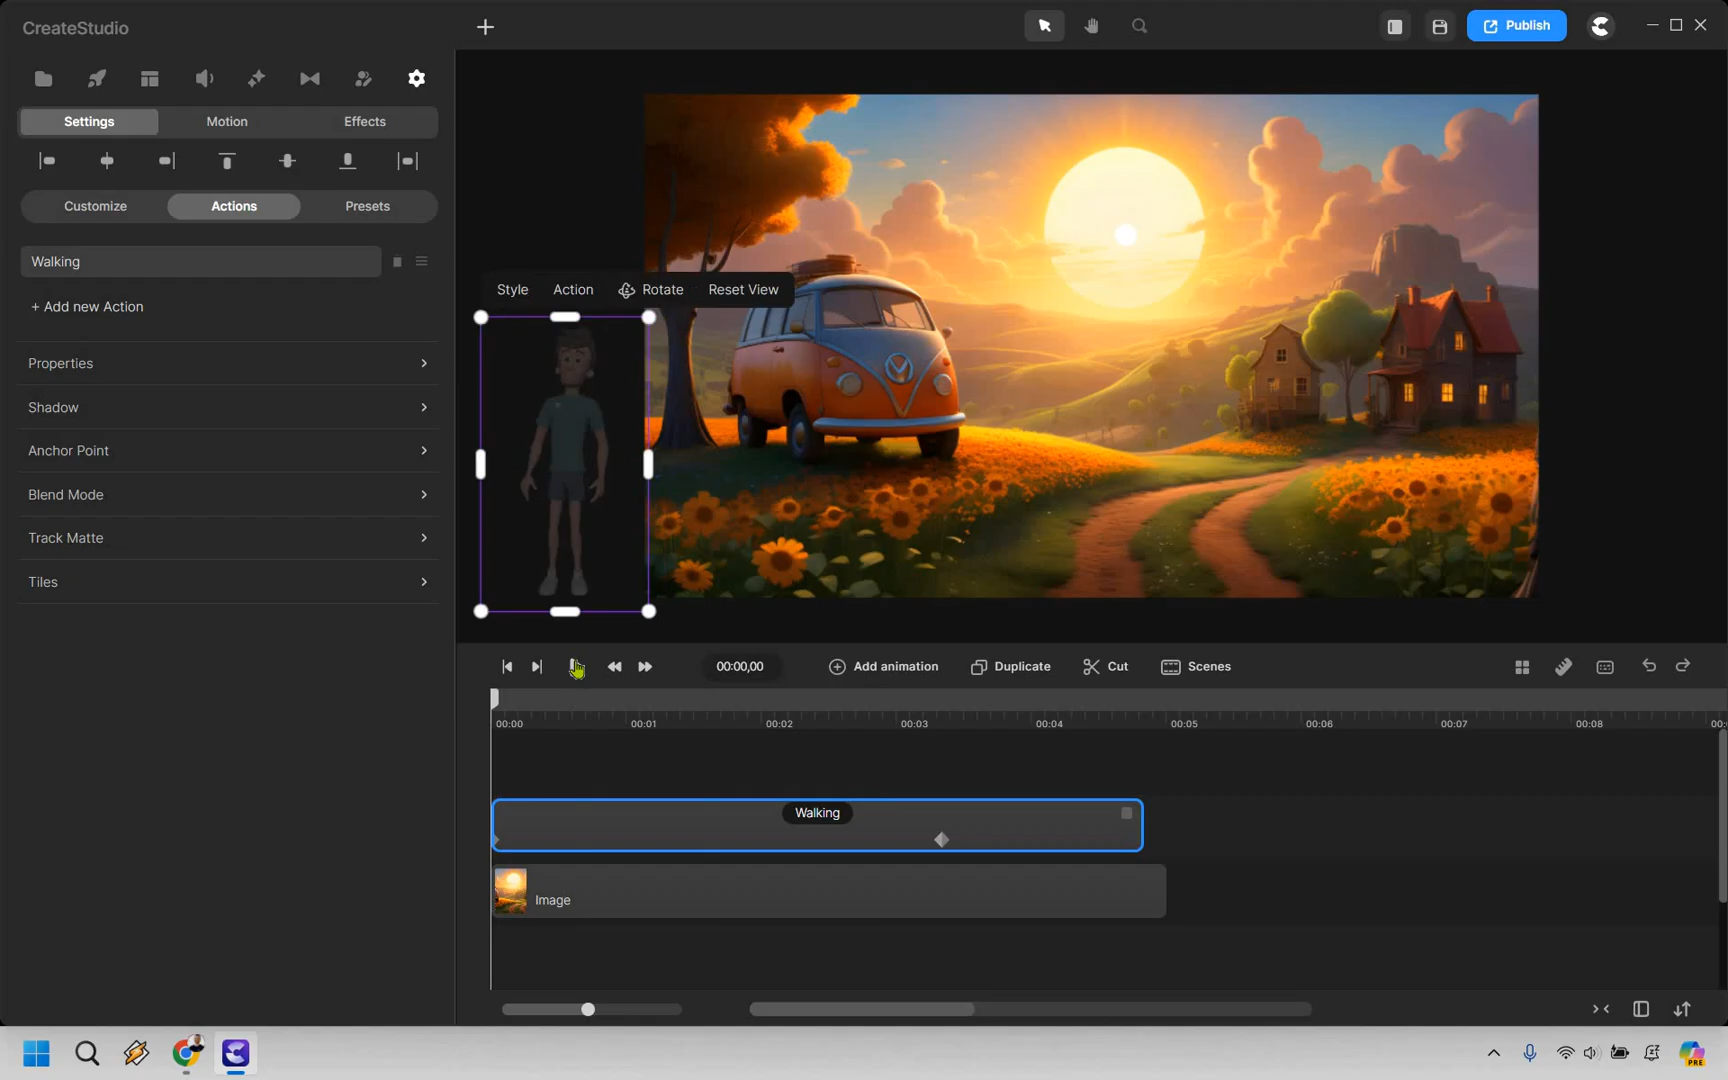 CreateStudio
Publish
Settings
Motion
Effects
Customize
Actions
Presets
Walking
+ Add new Action
Properties
Shadow
Anchor Point
Blend Mode
Track Matte
Tiles
Style
Action
Rotate
Reset View
00:00,00
Add animation
Duplicate
Cut
Scenes
00:00
00:01
00:02
00:03
00:04
00:05
00:06
00:07
00:08
00:
Walking
Image
PRE